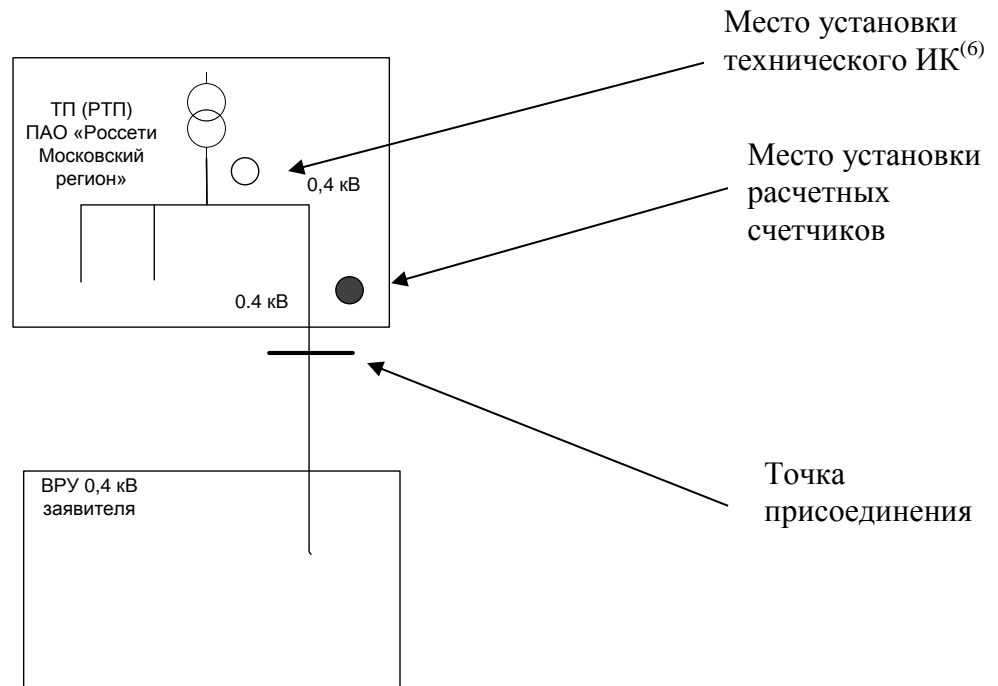 Место установки
технического ИК(6)
ТП (РТП)
ПАО «Россети
Московский
регион»
0,4 кВ
Место установки
расчетных
счетчиков
0.4 кВ
Точка
присоединения
ВРУ 0,4 кВ
заявителя